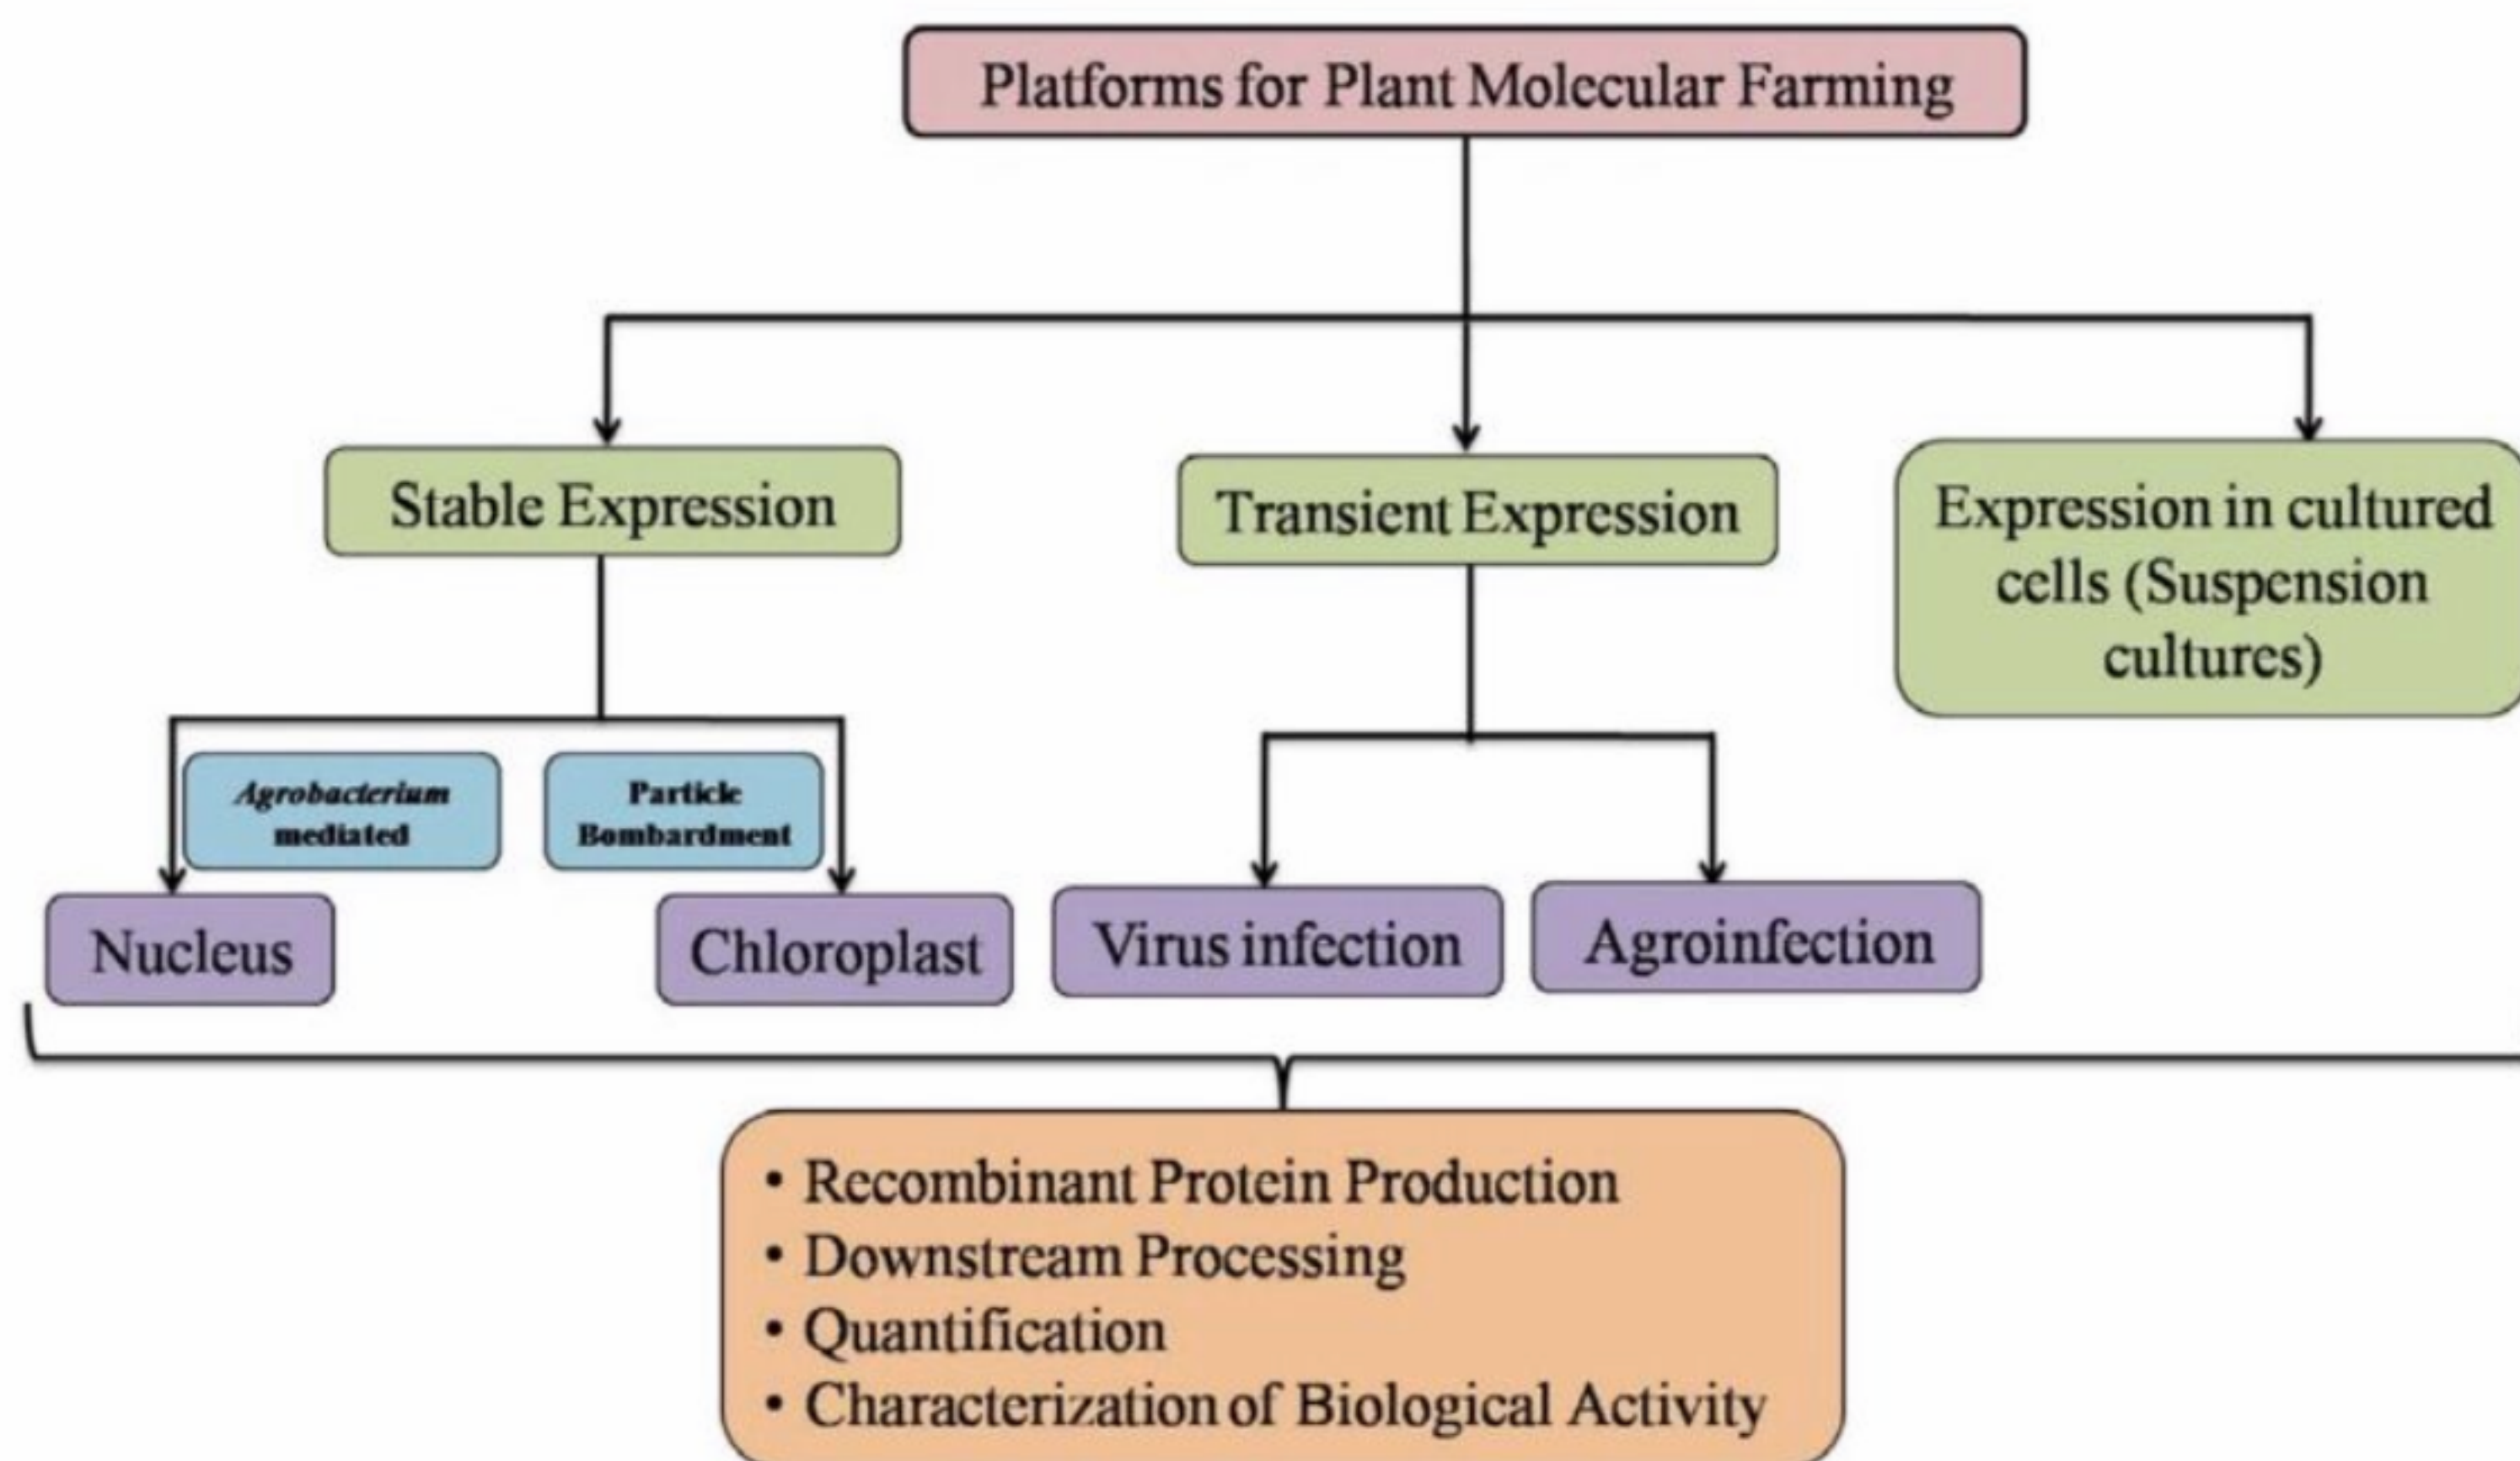 Platforms for Plant Molecular Farming
Stable Expression
Transient Expression
Expression in cultured
cells (Suspension
cultures)
Agrobacterium
mediated
Particle
Bombardment
Nucleus
Chloroplast
Virus infection
Agroinfection
• Recombinant Protein Production
• Downstream Processing
• Quantification
• Characterization of Biological Activity